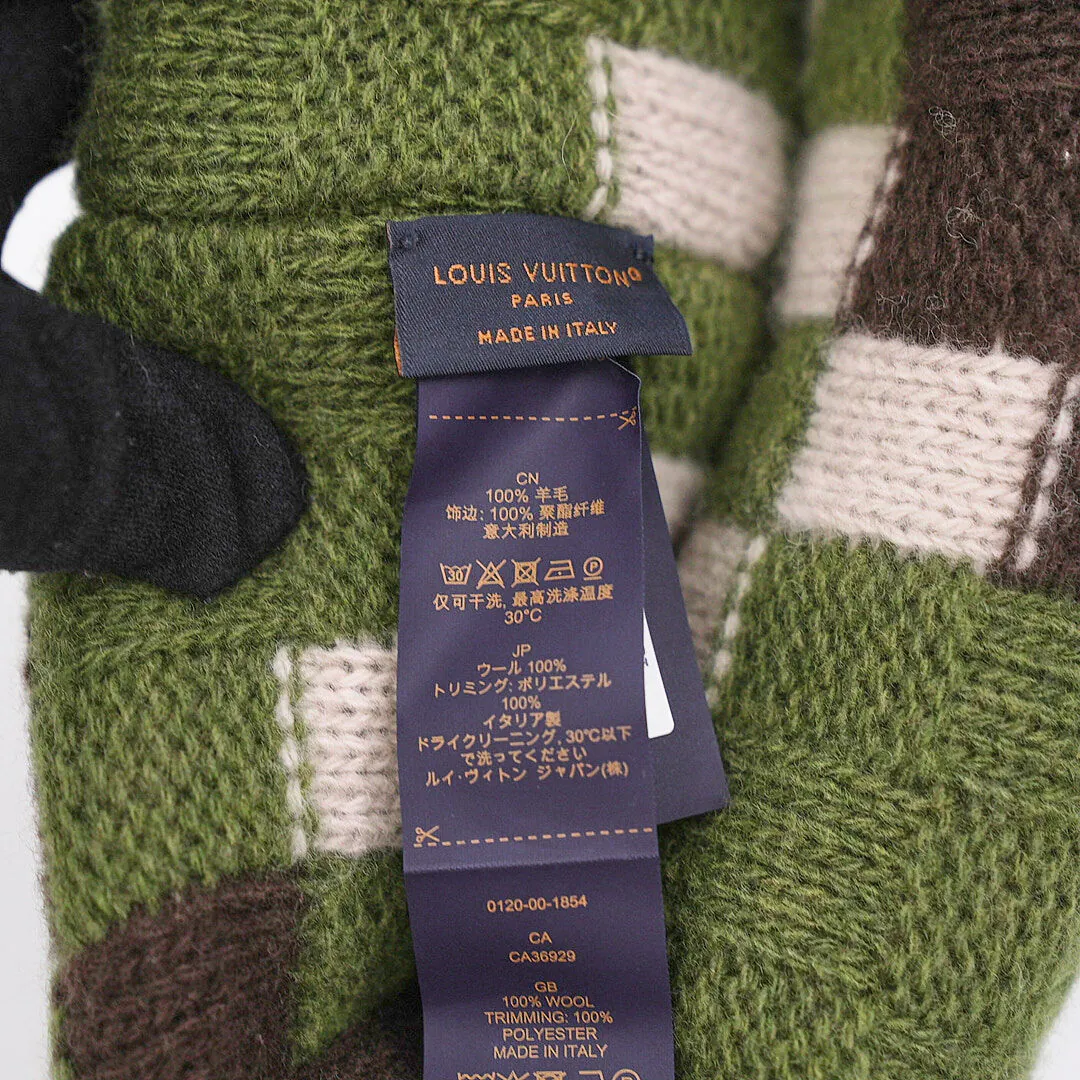 LOUIS VUITTON
PARIS
MADE IN ITALY
CN
100% 羊毛
饰边: 100% 聚酯纤维
意大利制造
30 P
仅可干洗, 最高洗涤温度
30°C
JP
ウール 100%
トリミング: ポリエステル
100%
イタリア製
ドライクリーニング, 30°C以下
で洗ってください
ルイ・ヴィトン ジャパン(株)
0120-00-1854
CA
CA36929
GB
100% WOOL
TRIMMING: 100%
POLYESTER
MADE IN ITALY